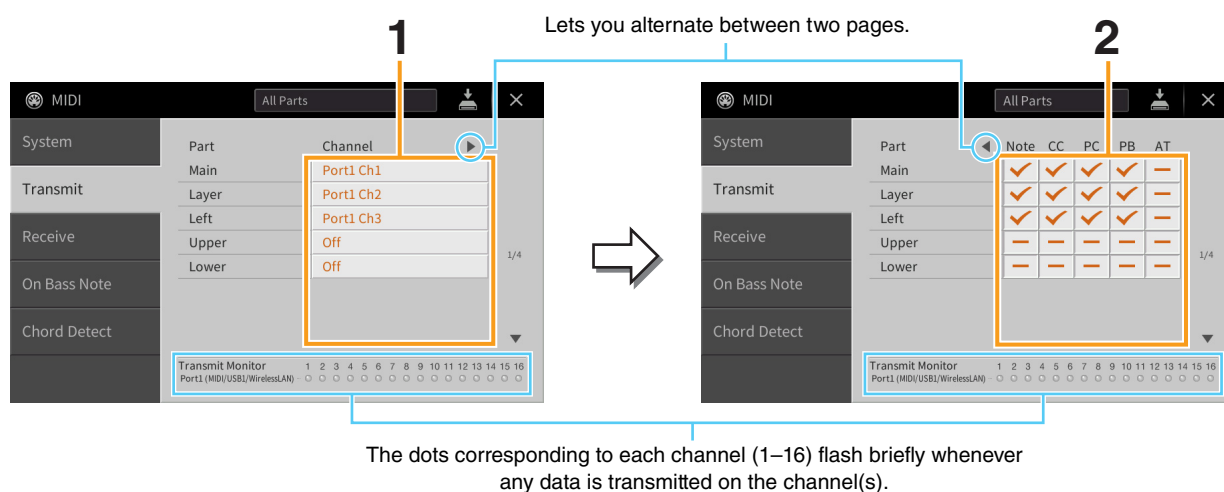 1
Lets you alternate between two pages.
2
MIDI
All Parts
System
Transmit
Receive
On Bass Note
Chord Detect
Part Channel
Main Port1 Ch1
Layer Port1 Ch2
Left Port1 Ch3
Upper Off
Lower Off
1/4
Transmit Monitor 1 2 3 4 5 6 7 8 9 10 11 12 13 14 15 16
Port1 (MIDI/USB1/WirelessLAN)
MIDI
All Parts
System
Transmit
Receive
On Bass Note
Chord Detect
Part Note CC PC PB AT
Main
Layer
Left
Upper
Lower
1/4
Transmit Monitor 1 2 3 4 5 6 7 8 9 10 11 12 13 14 15 16
Port1 (MIDI/USB1/WirelessLAN)
The dots corresponding to each channel (1–16) flash briefly whenever
any data is transmitted on the channel(s).